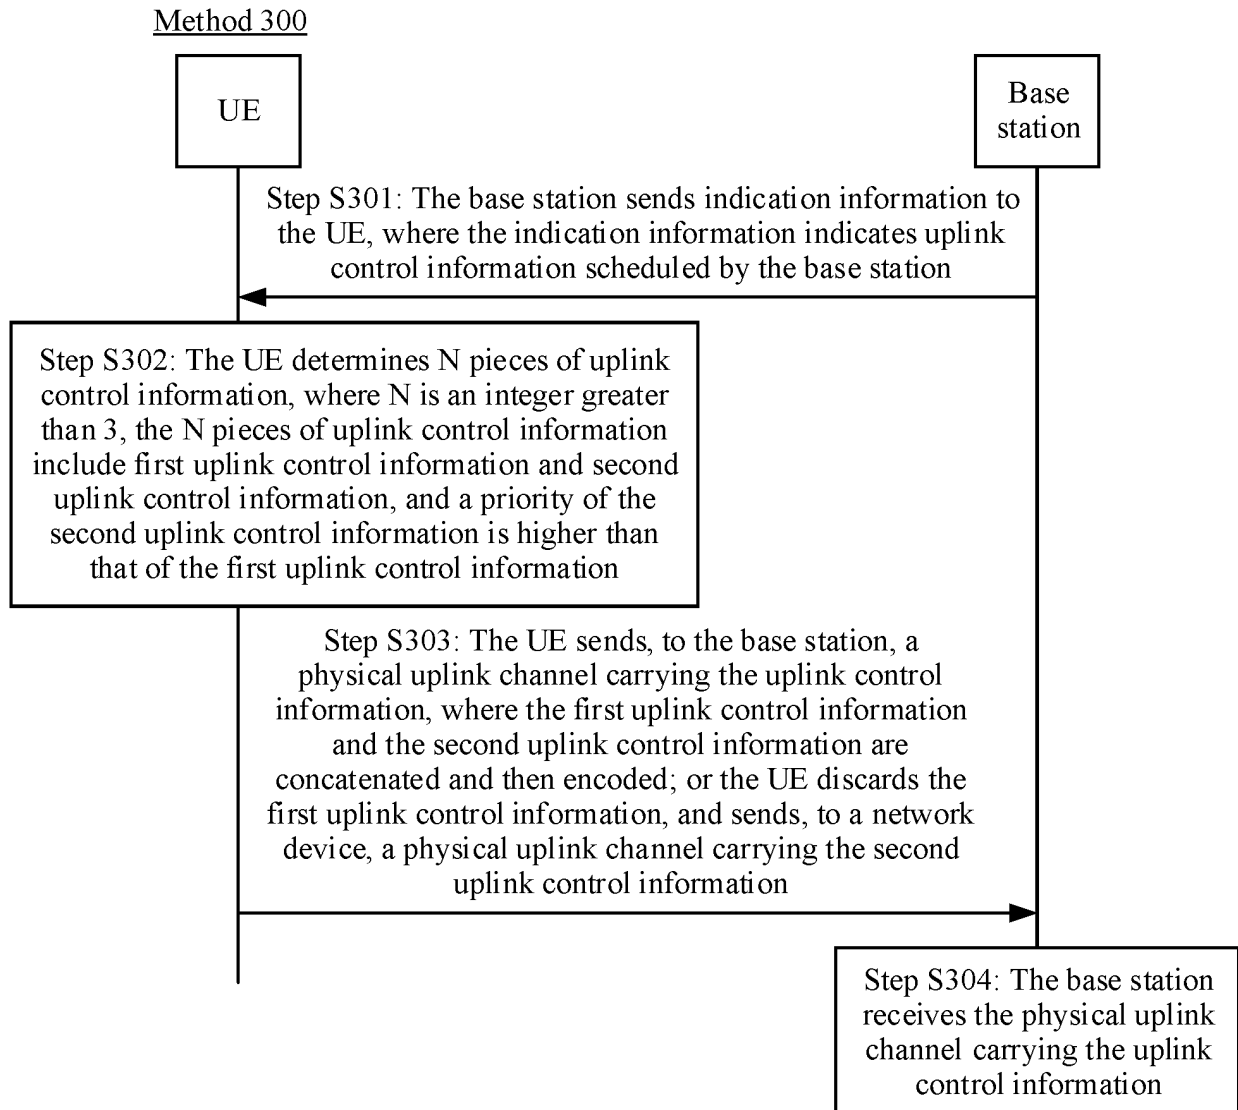 Method 300
UE
Base
station
Step S301: The base station sends indication information to
the UE, where the indication information indicates uplink
control information scheduled by the base station
Step S302: The UE determines N pieces of uplink
control information, where N is an integer greater
than 3, the N pieces of uplink control information
include first uplink control information and second
uplink control information, and a priority of the
second uplink control information is higher than
that of the first uplink control information
Step S303: The UE sends, to the base station, a
physical uplink channel carrying the uplink control
information, where the first uplink control information
and the second uplink control information are
concatenated and then encoded; or the UE discards the
first uplink control information, and sends, to a network
device, a physical uplink channel carrying the second
uplink control information
Step S304: The base station
receives the physical uplink
channel carrying the uplink
control information